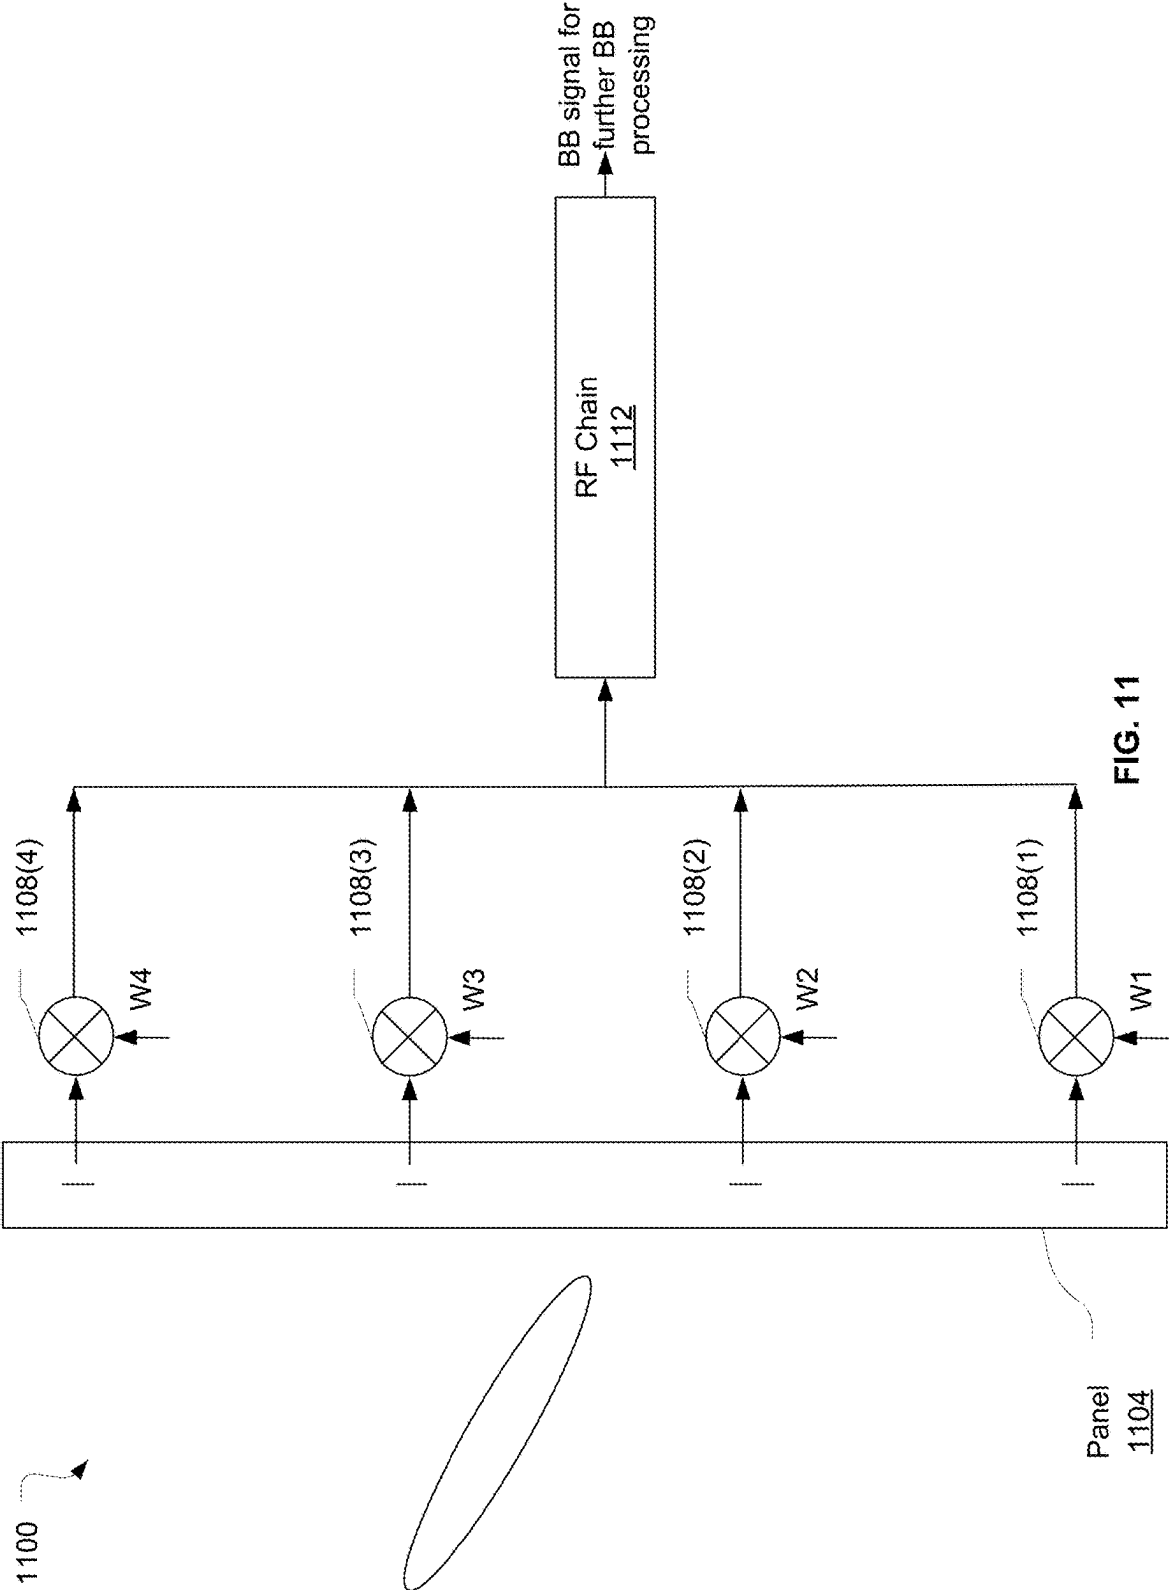 1100
Panel
1104
W4
1108(4)
W3
1108(3)
W2
1108(2)
W1
1108(1)
RF Chain
1112
BB signal for
further BB
processing
FIG. 11